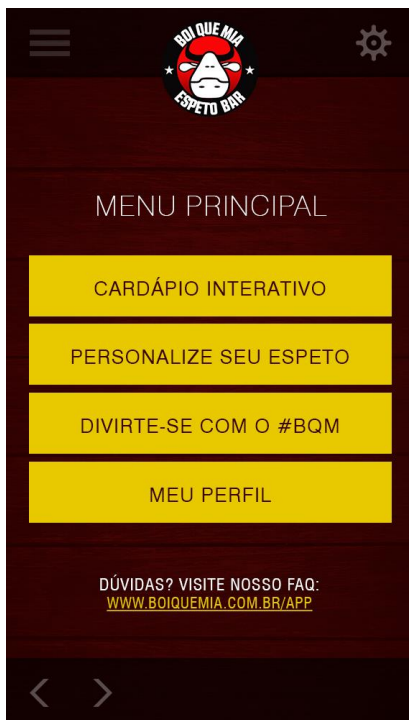 BOI QUE MIA
ESPETO BAR
MENU PRINCIPAL
CARDÁPIO INTERATIVO
PERSONALIZE SEU ESPETO
DIVIRTE-SE COM O #BQM
MEU PERFIL
DÚVIDAS? VISITE NOSSO FAQ:
WWW.BOIQUEMIA.COM.BR/APP